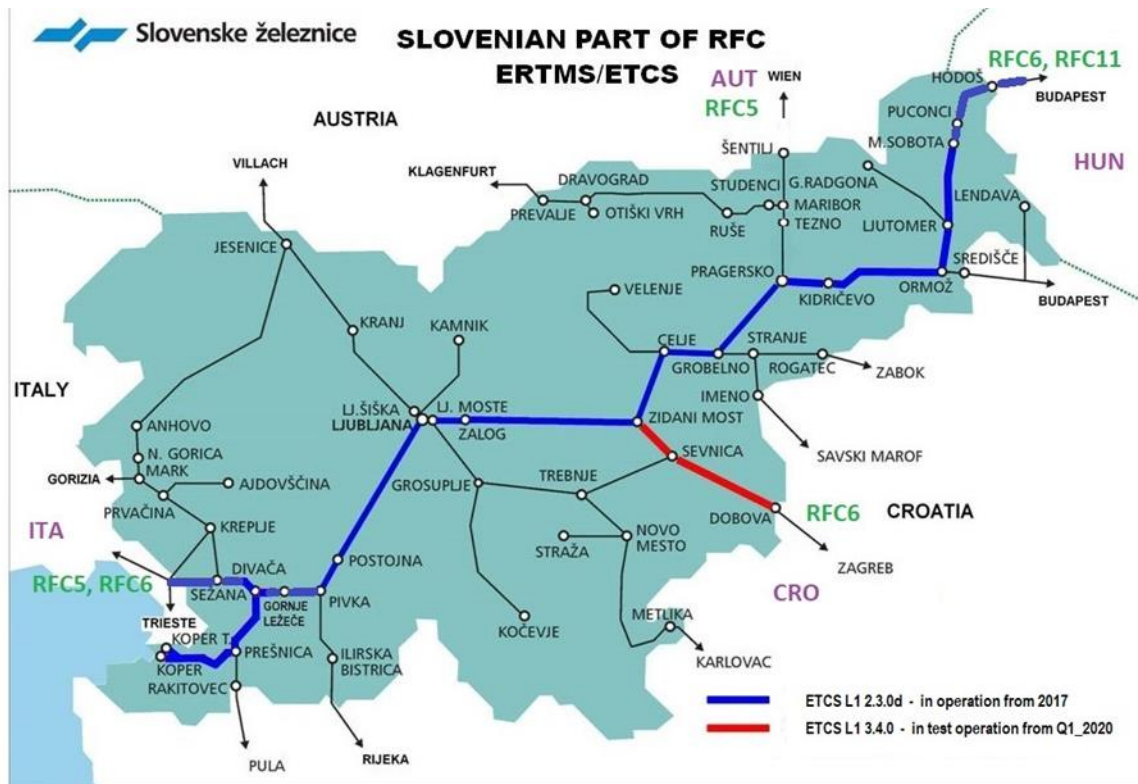 Slovenske železnice
SLOVENIAN PART OF RFC
ERTMS/ETCS
AUT
WIEN
RFC5
RFC6, RFC11
HODOŠ
BUDAPEST
PUCONCI
AUSTRIA
M.SOBOTA
ŠENTILJ
HUN
VILLACH
KLAGENFURT
DRAVOGRAD
STUDENCI
G.RADGONA
LENDAVA
PREVALJE
OTIŠKI VRH
MARIBOR
RUŠE
TEZNO
LJUTOMER
JESENICE
SREDIŠČE
PRAGERSKO
KIDRIČEVO
ORMOŽ
BUDAPEST
VELENJE
KRANJ
KAMNIK
CELJE
STRANJE
GROBELNO
ROGATEC
ZABOK
ITALY
IMENO
LJ.ŠIŠKA
LJ. MOSTE
LJUBLJANA
ZALOG
ZIDANI MOST
ANHOVO
SAVSKI MAROF
N. GORICA
SEVNICA
MARK
GORIZIA
AJDOVŠČINA
GROSUPLJE
TREBNJE
PRVAČINA
DOBOVA
RFC6
CROATIA
KREPLJE
ITA
STRAŽA
NOVO
MESTO
POSTOJNA
ZAGREB
DIVAČA
RFC5, RFC6
SEŽANA
CRO
GORNJE
LEŽEČE
PIVKA
TRIESTE
KOČEVJE
METLIKA
KOPER T.
KOPER
PREŠNICA
ILIRSKA
BISTRICA
KARLOVAC
RAKITOVEC
PULA
RIJEKA
ETCS L1 2.3.0d - in operation from 2017
ETCS L1 3.4.0 - in test operation from Q1_2020